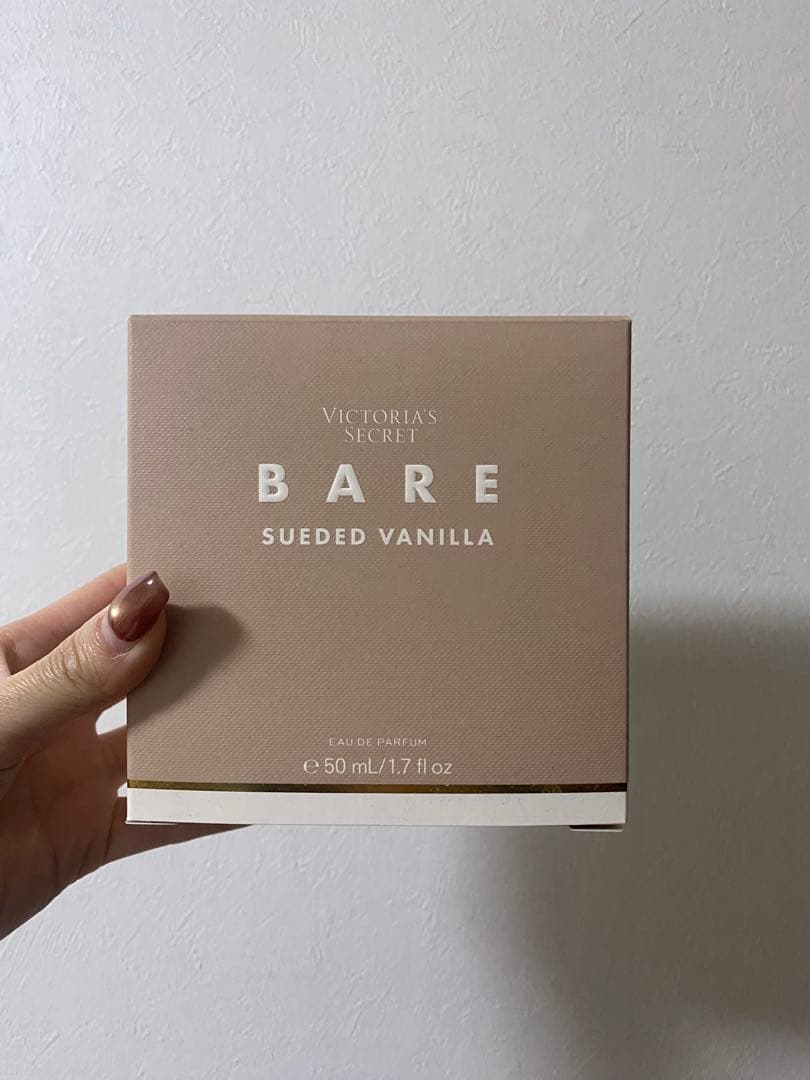 VICTORIA'S
SECRET
BARE
SUEDED VANILLA
EAU DE PARFUM
℮ 50 mL/1.7 fl oz